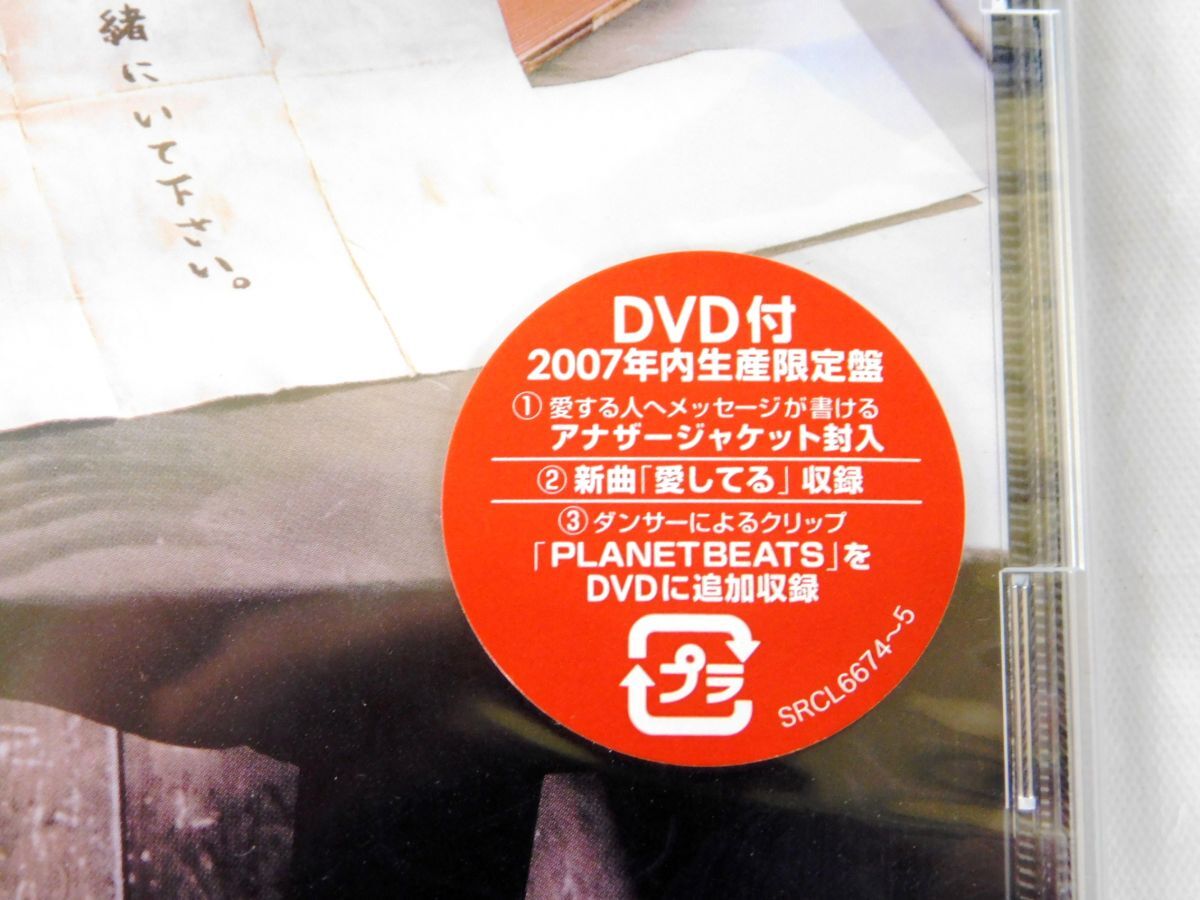 緒にいて下さい。
DVD付
2007年内生産限定盤
① 愛する人へメッセージが書ける
アナザージャケット封入
② 新曲「愛してる」収録
③ ダンサーによるクリップ
「PLANETBEATS」を
DVDに追加収録
プラ
SRCL6674〜5